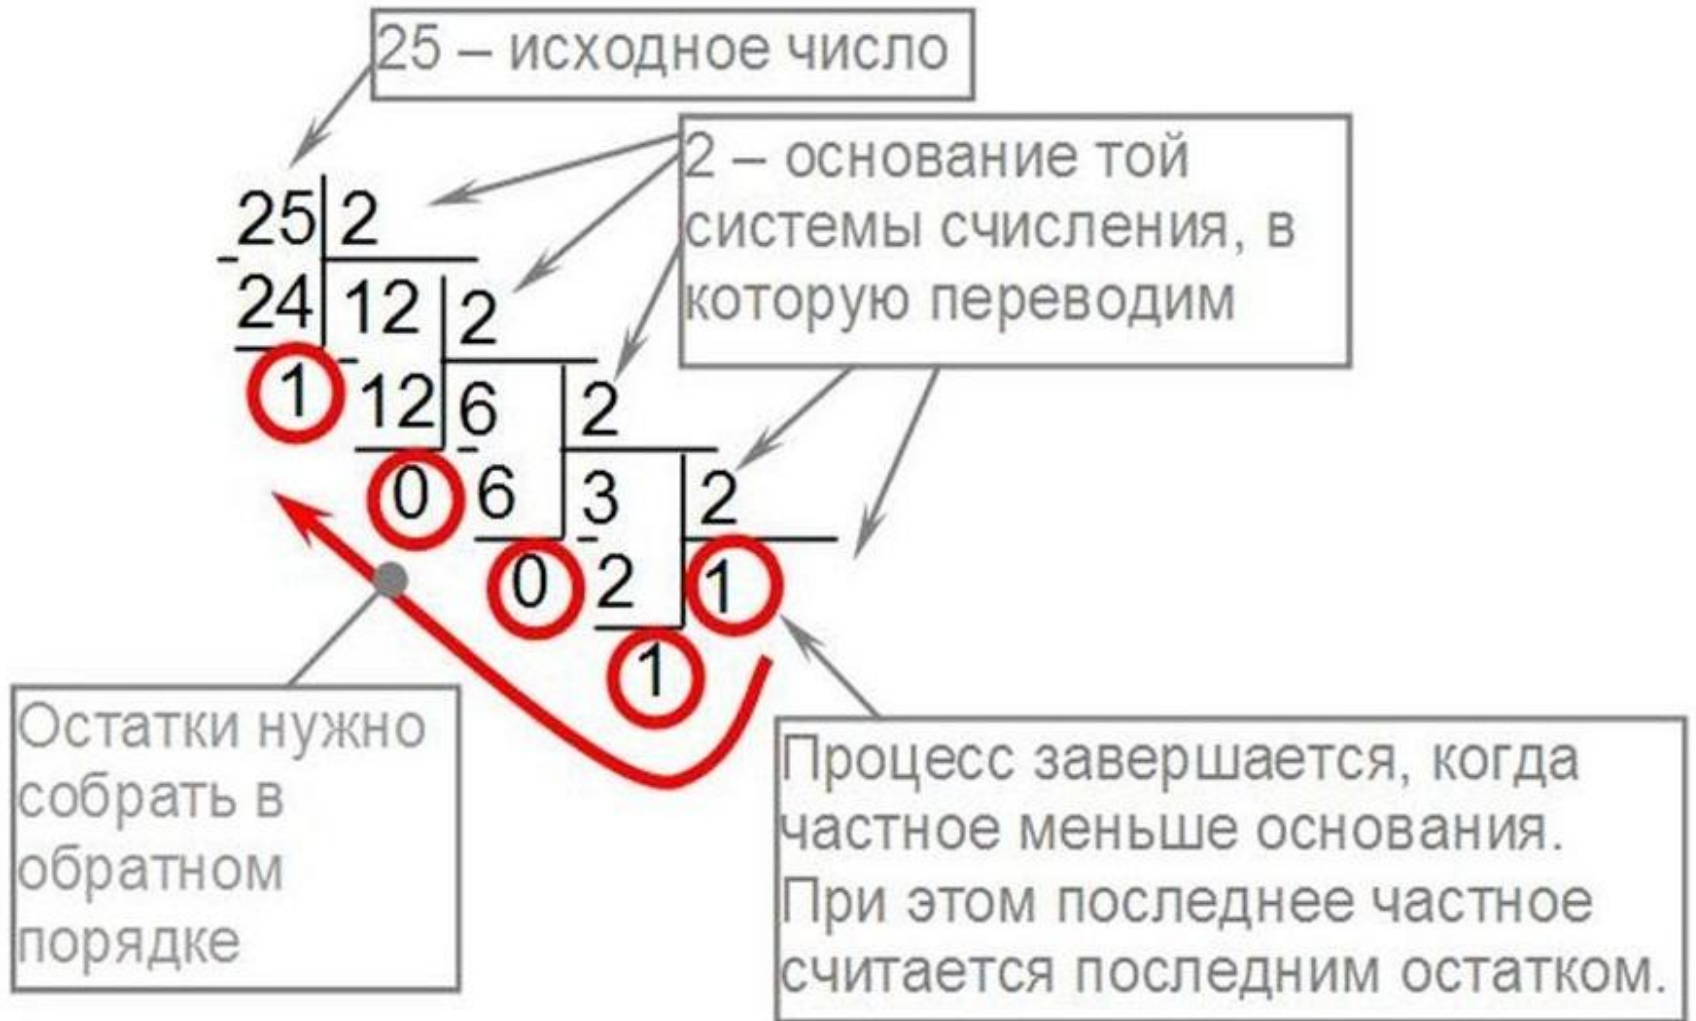 25 – исходное число
2 – основание той
системы счисления, в
которую переводим
25 2
-
24 12 2
-
1 12 6 2
-
0 6 3 2
-
0 2 1
1
Остатки нужно
собрать в
обратном
порядке
Процесс завершается, когда
частное меньше основания.
При этом последнее частное
считается последним остатком.